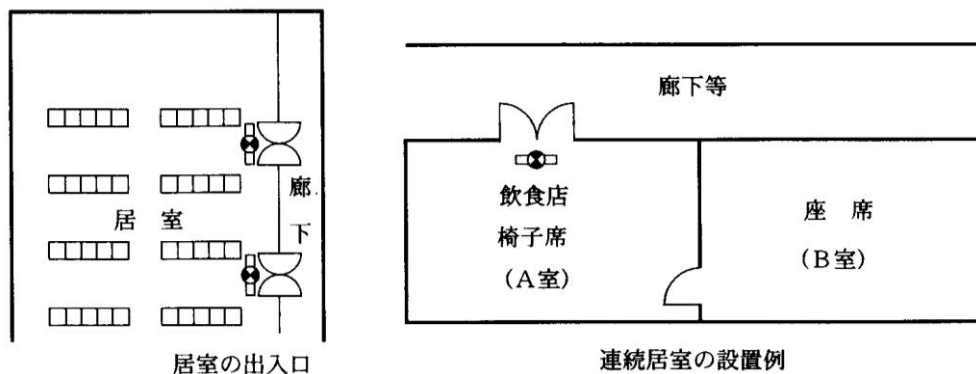 居室
廊下
居室の出入口
廊下等
飲食店
椅子席
(A室)
座席
(B室)
連続居室の設置例